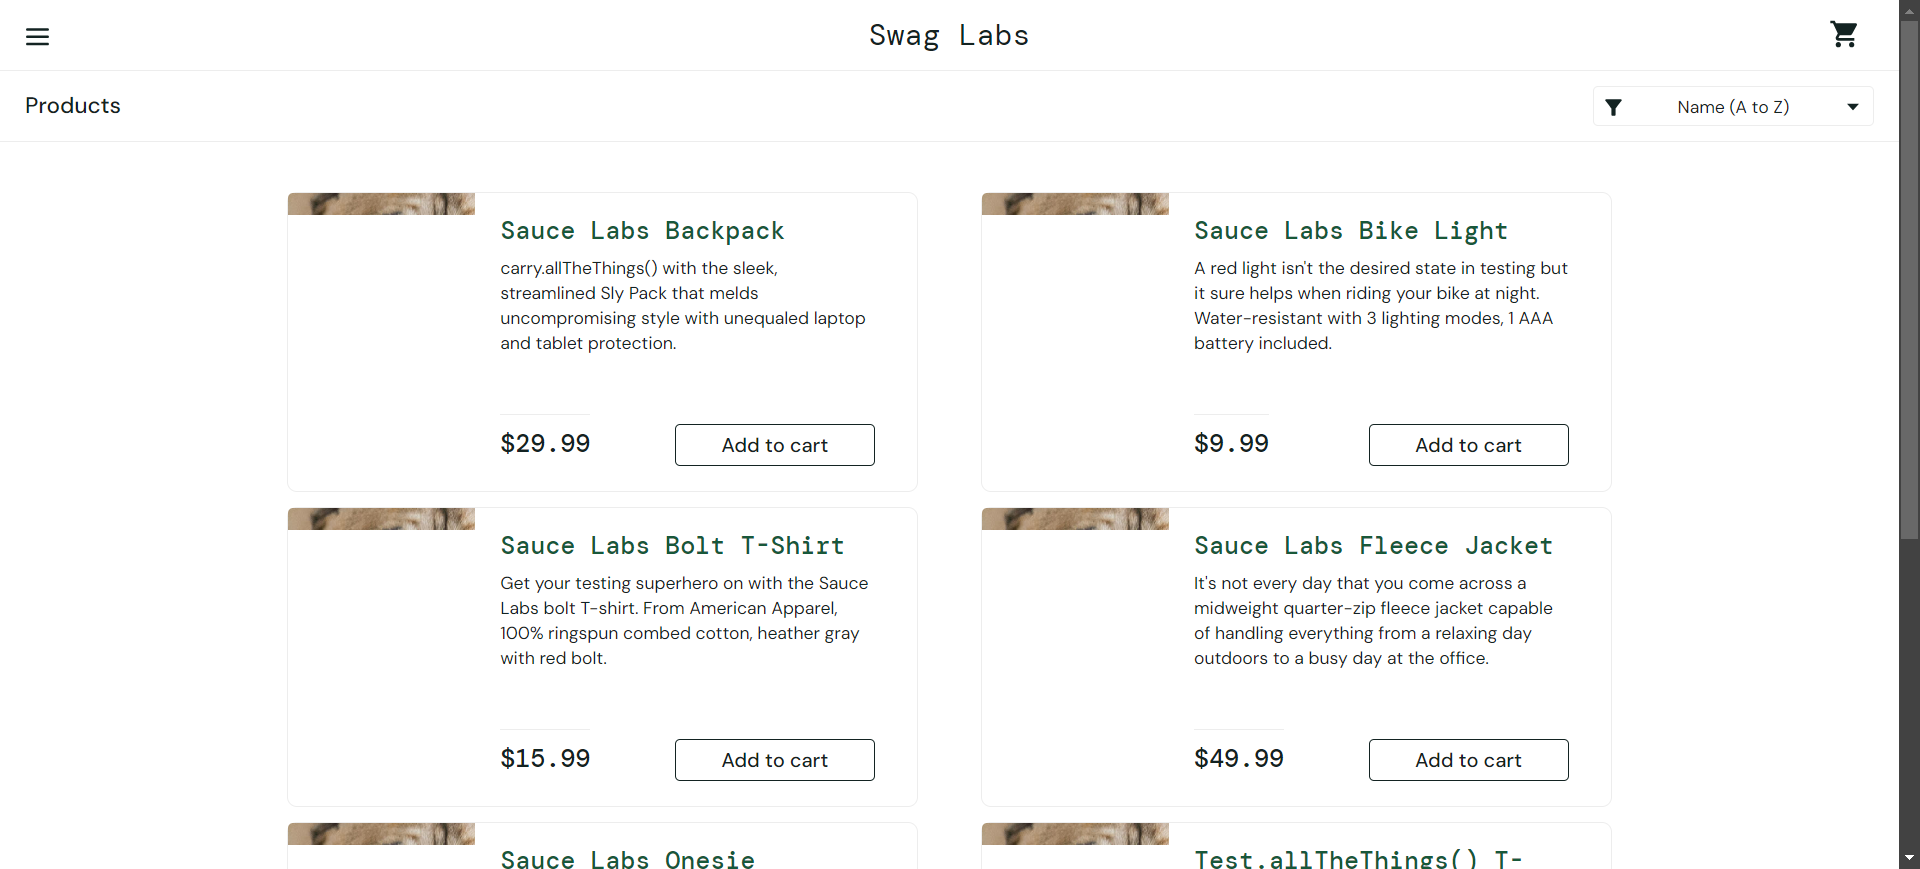 Swag Labs
Products
Name (A to Z)
Sauce Labs Backpack
carry.allTheThings() with the sleek,
streamlined Sly Pack that melds
uncompromising style with unequaled laptop
and tablet protection.
$29.99
Add to cart
Sauce Labs Bike Light
A red light isn't the desired state in testing but
it sure helps when riding your bike at night.
Water-resistant with 3 lighting modes, 1 AAA
battery included.
$9.99
Add to cart
Sauce Labs Bolt T-Shirt
Get your testing superhero on with the Sauce
Labs bolt T-shirt. From American Apparel,
100% ringspun combed cotton, heather gray
with red bolt.
$15.99
Add to cart
Sauce Labs Fleece Jacket
It's not every day that you come across a
midweight quarter-zip fleece jacket capable
of handling everything from a relaxing day
outdoors to a busy day at the office.
$49.99
Add to cart
Sauce Labs Onesie
Test.allTheThings() T-